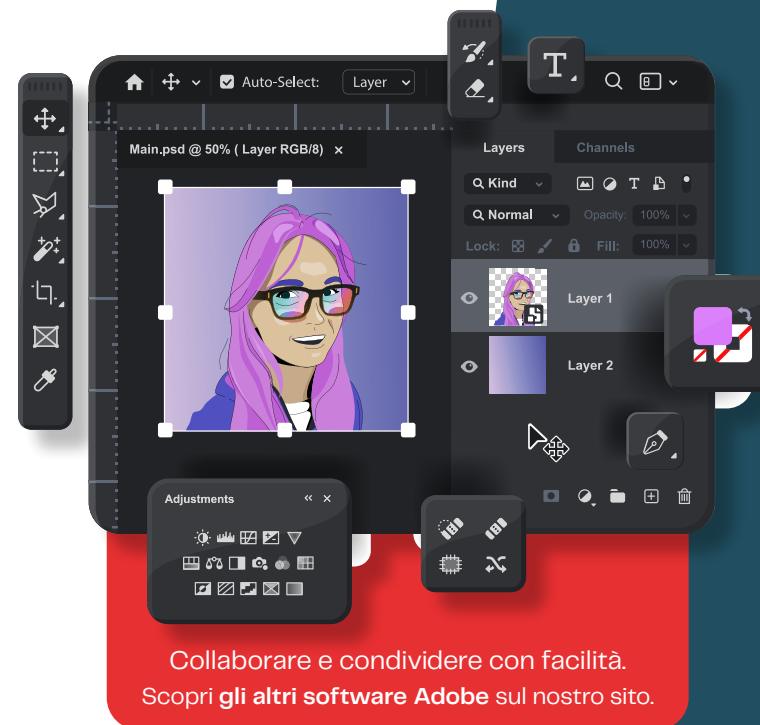 Auto-Select:
Layer
T
Main.psd @ 50% ( Layer RGB/8) ×
Layers
Channels
Kind
T
Normal
Opacity:
100%
Lock:
Fill:
100%
Layer 1
Layer 2
Adjustments
Collaborare e condividere con facilità.
Scopri gli altri software Adobe sul nostro sito.